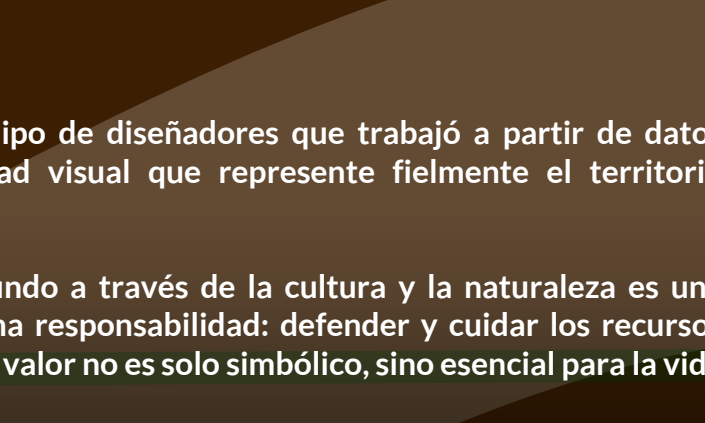 ipo de diseñadores que trabajó a partir de dato
ad visual que represente fielmente el territori
undo a través de la cultura y la naturaleza es un
na responsabilidad: defender y cuidar los recurso
valor no es solo simbólico, sino esencial para la vid